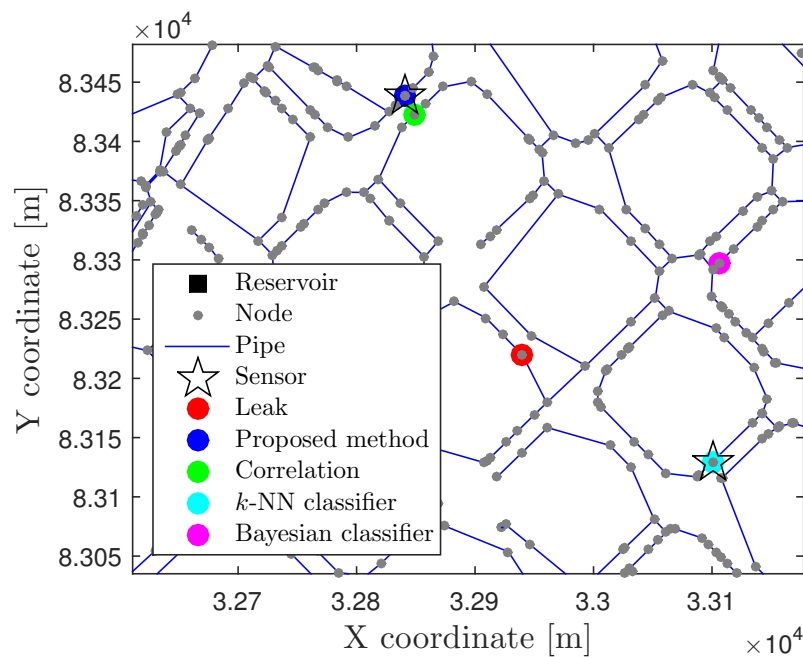 ×10⁴
8.345
8.34
8.335
8.33
8.325
8.32
8.315
8.31
8.305
Y coordinate [m]
Reservoir
Node
Pipe
Sensor
Leak
Proposed method
Correlation
k-NN classifier
Bayesian classifier
3.27 3.28 3.29 3.3 3.31
X coordinate [m]
×10⁴